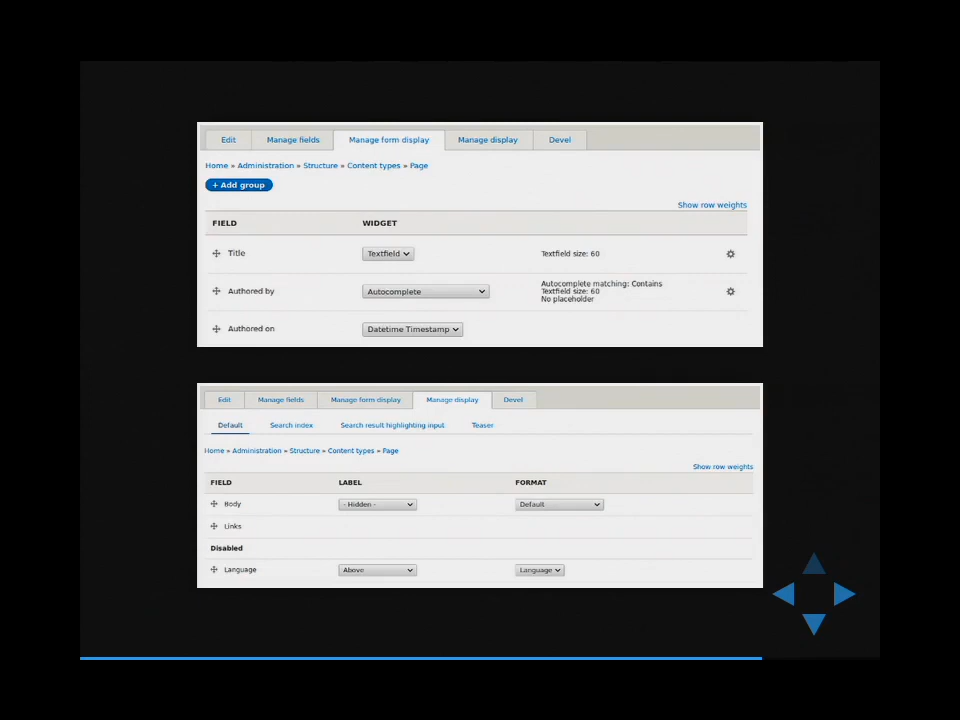 Edit Manage fields Manage form display Manage display Devel
Home » Administration » Structure » Content types » Page
+ Add group
Show row weights
FIELD WIDGET
Title Textfield Textfield size: 60
Authored by Autocomplete Autocomplete matching: Contains
Textfield size: 60
No placeholder
Authored on Datetime Timestamp
Edit Manage fields Manage form display Manage display Devel
Default Search index Search result highlighting input Teaser
Home » Administration » Structure » Content types » Page
Show row weights
FIELD LABEL FORMAT
Body - Hidden - Default
Links
Disabled
Language Above Language